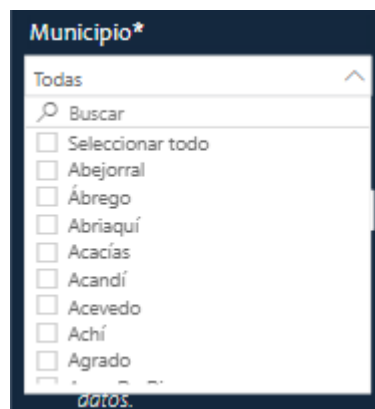 Municipio*
Todas
Buscar
Seleccionar todo
Abejorral
Ábrego
Abriaquí
Acacías
Acandí
Acevedo
Achí
Agrado
datos.